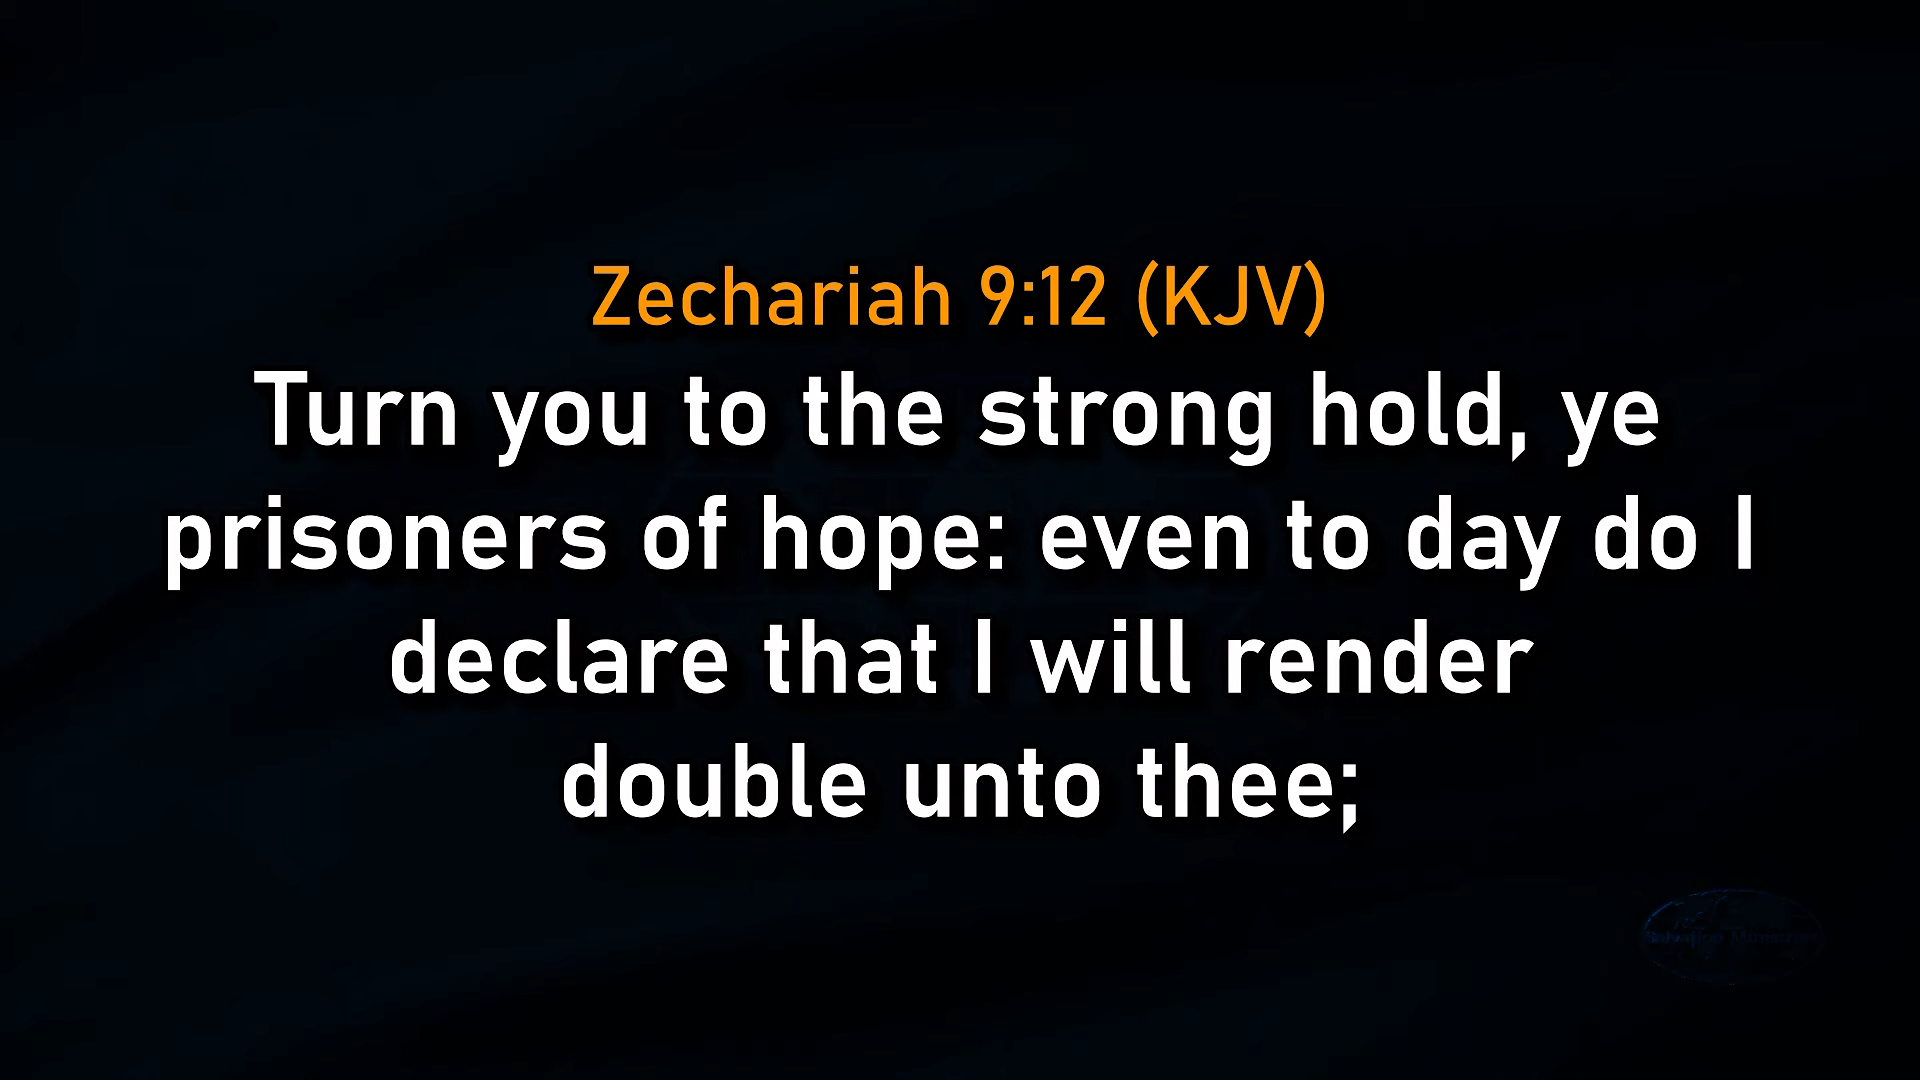 Zechariah 9:12 (KJV)
Turn you to the strong hold, ye
prisoners of hope: even to day do I
declare that I will render
double unto thee;